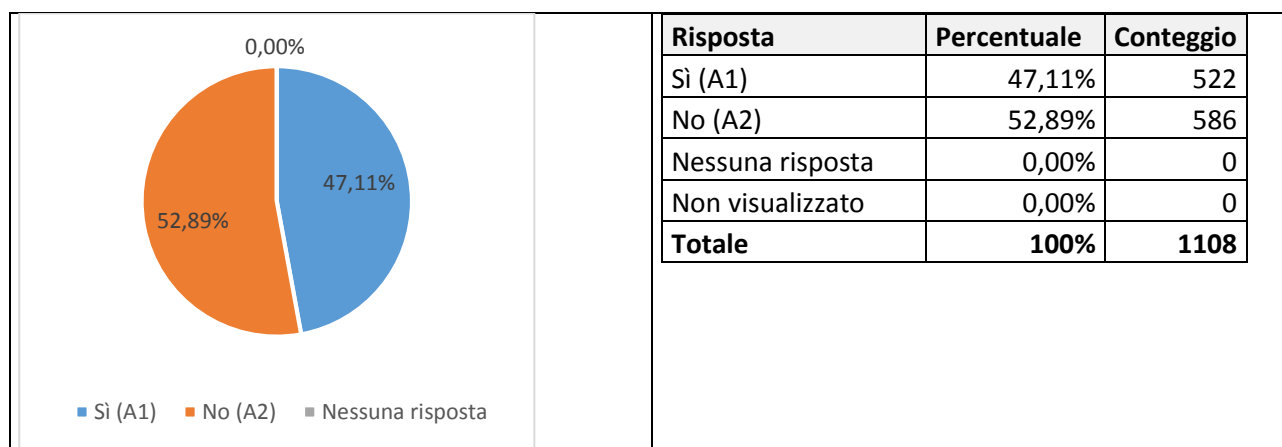 0,00%
47,11%
52,89%
Sì (A1) No (A2) Nessuna risposta
Risposta Percentuale Conteggio
Sì (A1) 47,11% 522
No (A2) 52,89% 586
Nessuna risposta 0,00% 0
Non visualizzato 0,00% 0
Totale 100% 1108